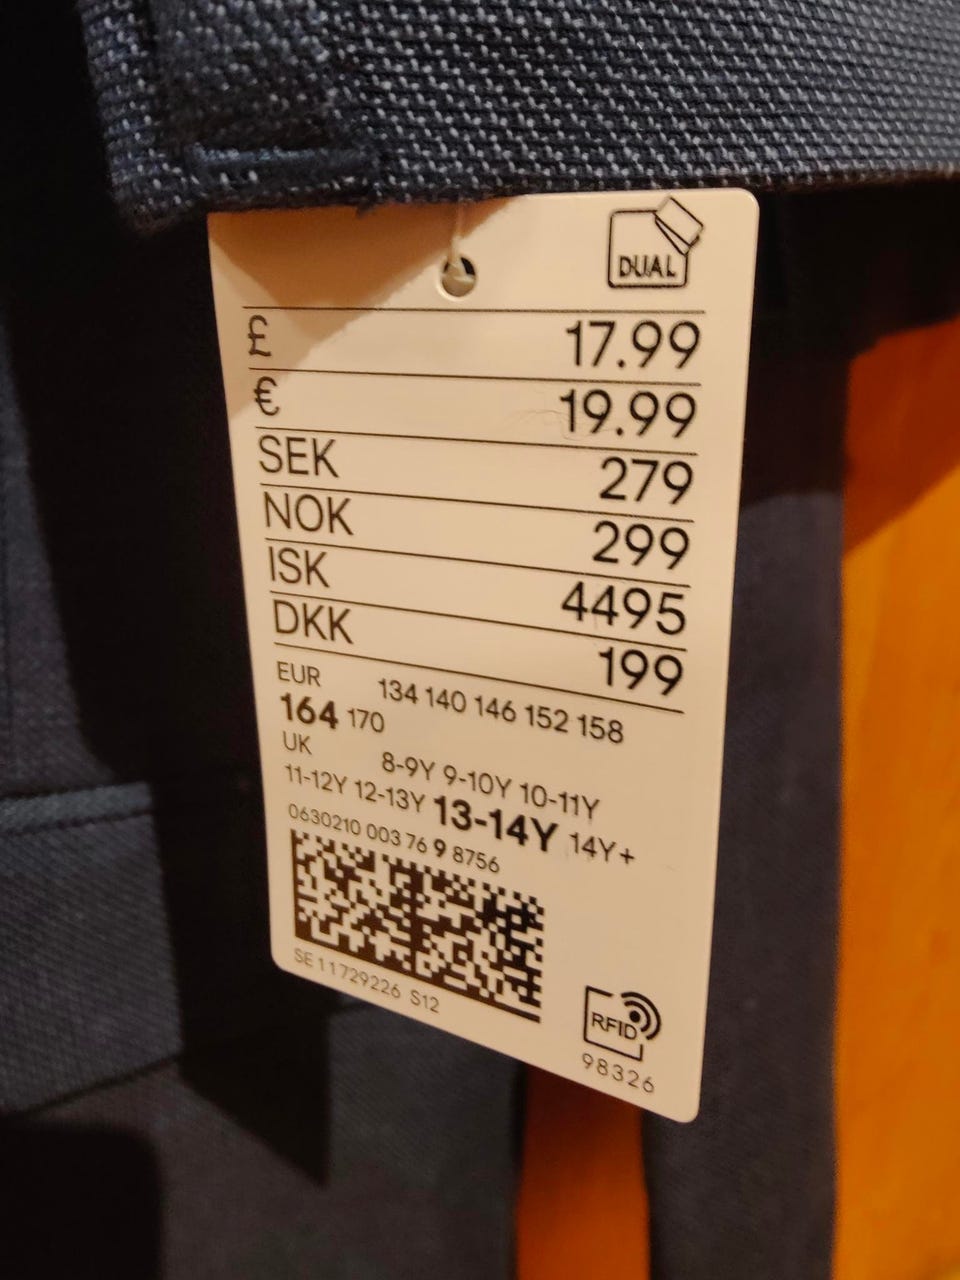 DUAL
£ 17.99
€ 19.99
SEK 279
NOK 299
ISK 4495
DKK 199
EUR 134 140 146 152 158
164 170
UK 8-9Y 9-10Y 10-11Y
11-12Y 12-13Y 13-14Y 14Y+
0630210 003 76 9 8756
SE 11729226 S12
RFID
98326